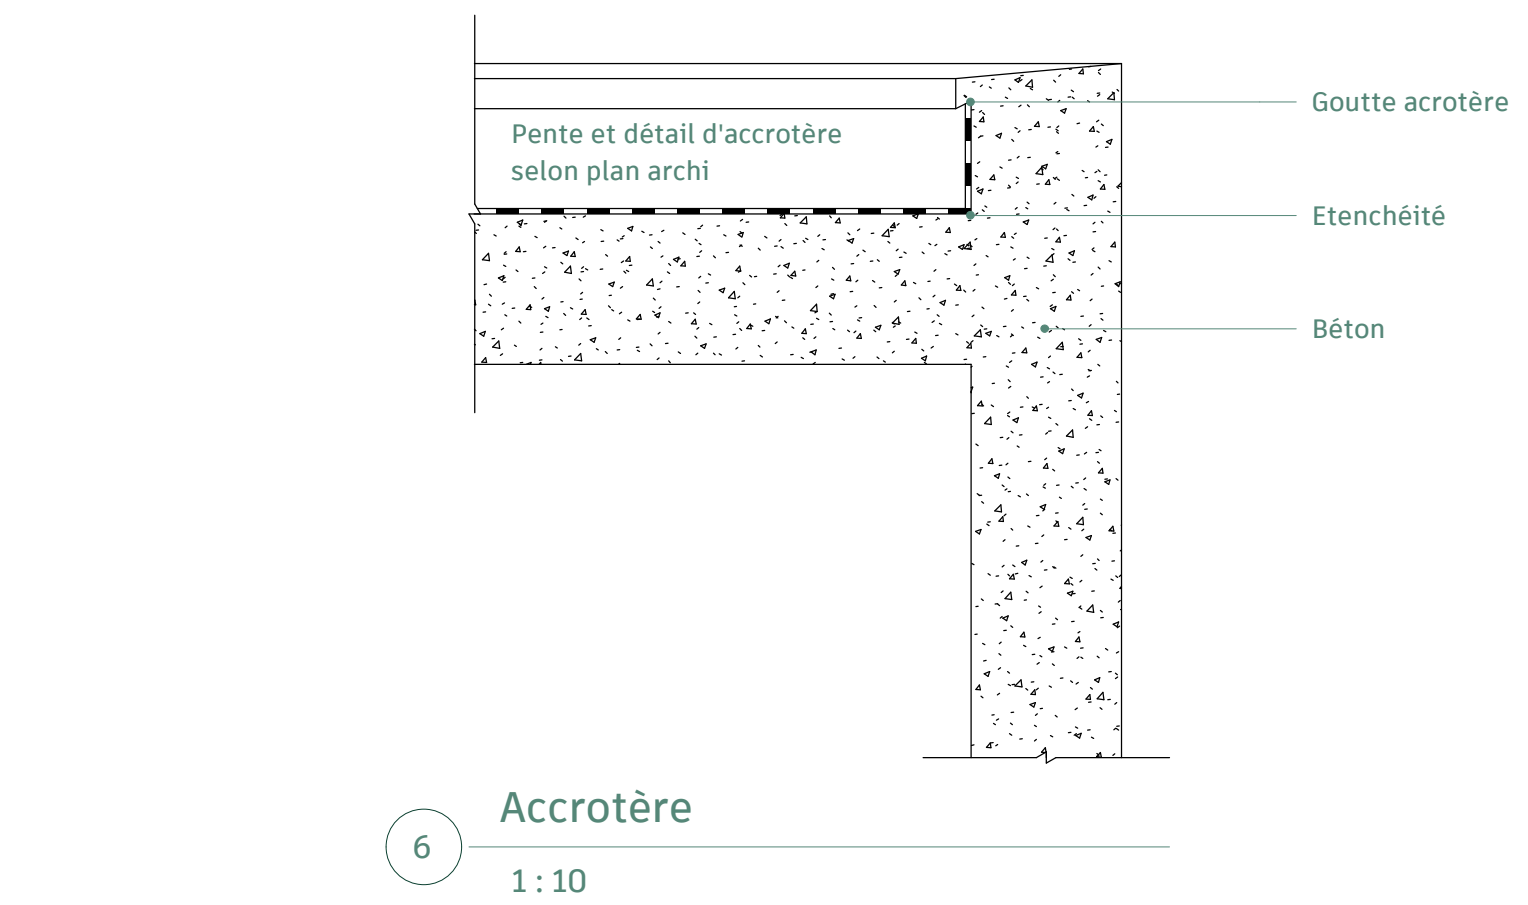 Goutte acrotère
Pente et détail d'accrotère
selon plan archi
Etenchéité
Béton
Accrotère
6
1 : 10